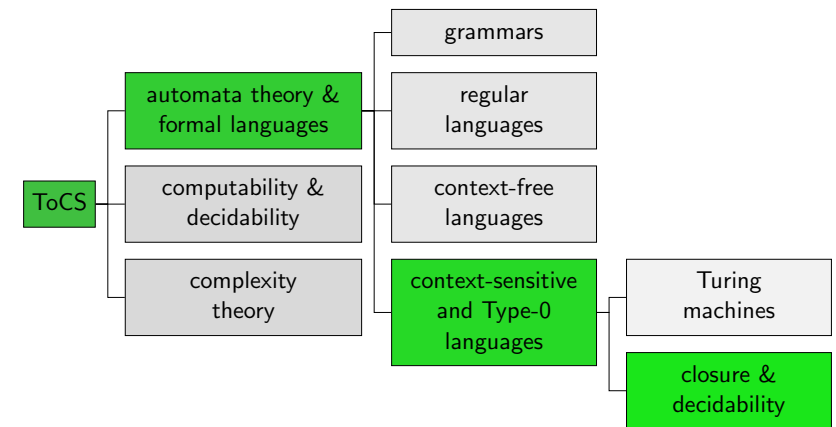 ToCS
automata theory &
formal languages
computability &
decidability
complexity
theory
grammars
regular
languages
context-free
languages
context-sensitive
and Type-0
languages
Turing
machines
closure &
decidability